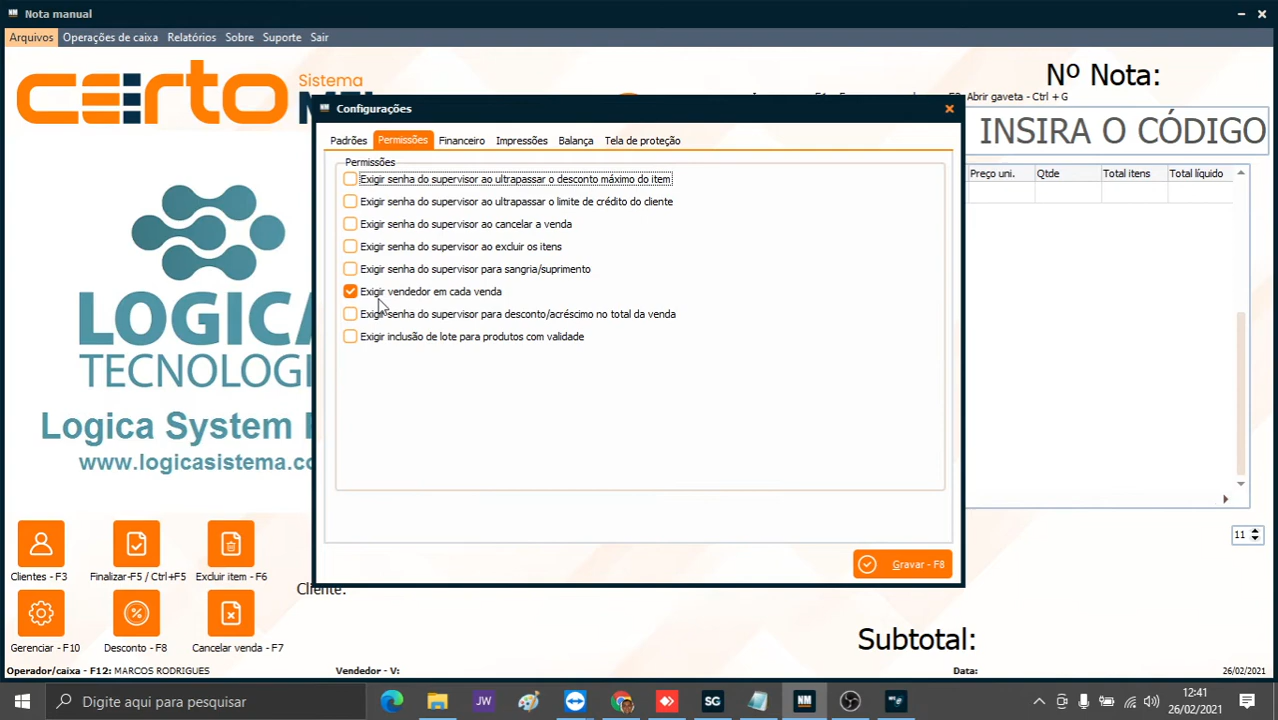 Nota manual
Arquivos Operações de caixa Relatórios Sobre Suporte Sair
certo Sistema
Nº Nota:
Abrir gaveta - Ctrl + G
INSIRA O CÓDIGO
Configurações
Padrões Permissões Financeiro Impressões Balança Tela de proteção
Permissões
Exigir senha do supervisor ao ultrapassar o desconto máximo do item
Exigir senha do supervisor ao ultrapassar o limite de crédito do cliente
Exigir senha do supervisor ao cancelar a venda
Exigir senha do supervisor ao excluir os itens
Exigir senha do supervisor para sangria/suprimento
Exigir vendedor em cada venda
Exigir senha do supervisor para desconto/acréscimo no total da venda
Exigir inclusão de lote para produtos com validade
Gravar - F8
Preço uni. Qtde Total itens Total líquido
LOGICA
TECNOLOGI
Logica System
www.logicasistema.co
11
Clientes - F3 Finalizar-F5 / Ctrl+F5 Excluir item - F6
Cliente:
Gerenciar - F10 Desconto - F8 Cancelar venda - F7
Subtotal:
Operador/caixa - F12: MARCOS RODRIGUES Vendedor - V: Data: 26/02/2021
Digite aqui para pesquisar
JW
SG
NM
12:41
26/02/2021